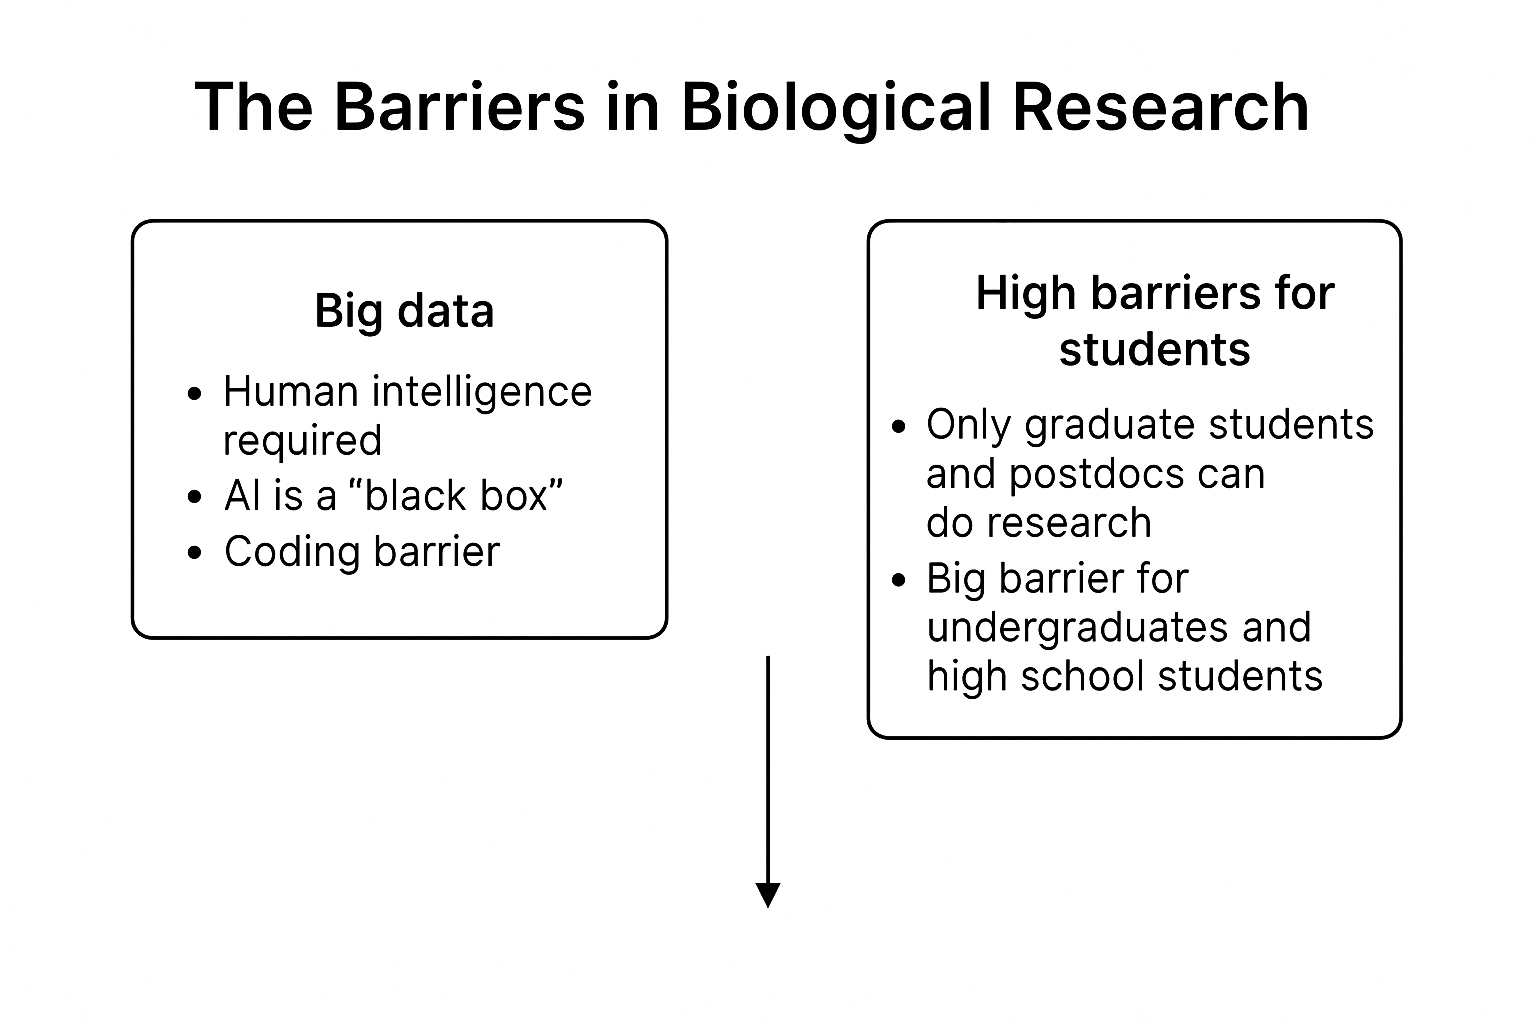 The Barriers in Biological Research
Big data
• Human intelligence
required
• AI is a “black box”
• Coding barrier
High barriers for
students
• Only graduate students
and postdocs can
do research
• Big barrier for
undergraduates and
high school students